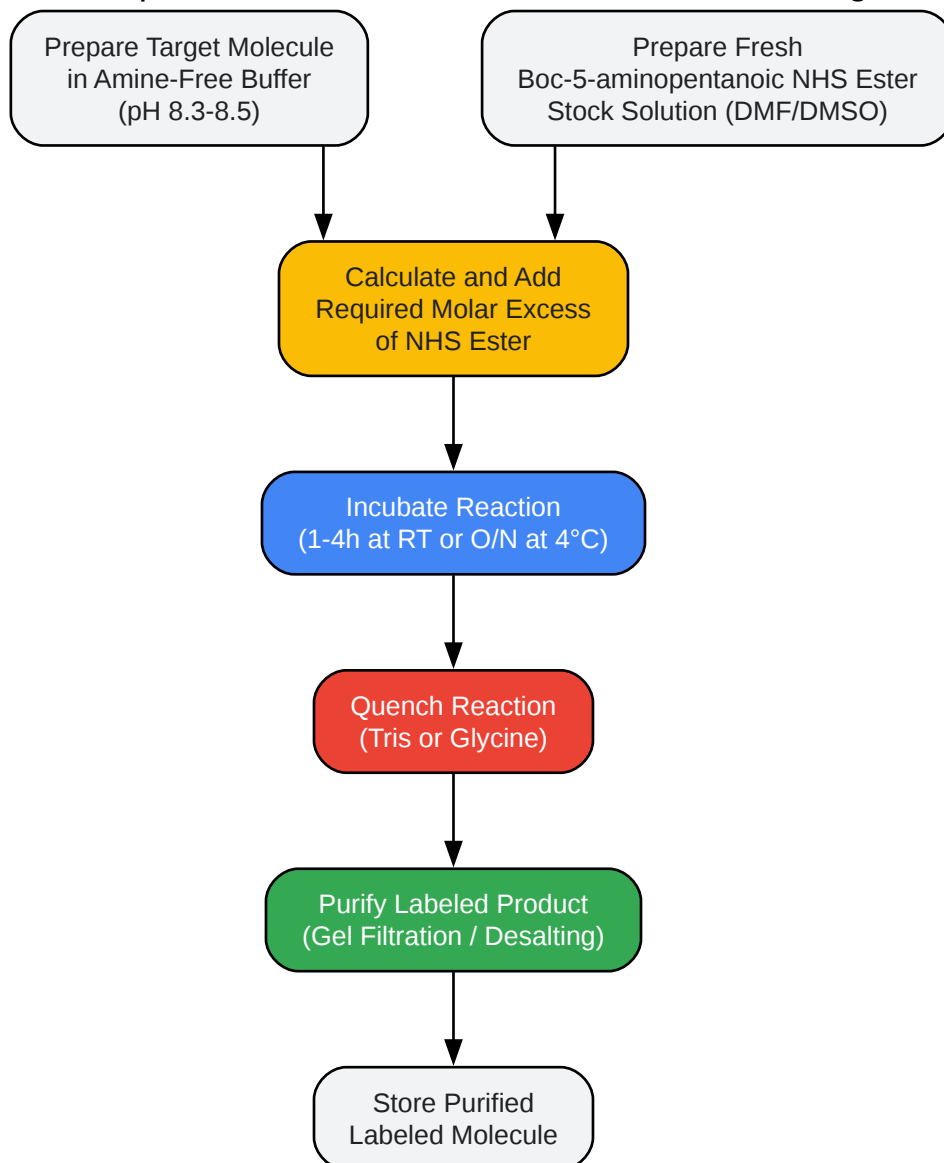 Prepare Target Molecule
in Amine-Free Buffer
(pH 8.3-8.5)
Prepare Fresh
Boc-5-aminopentanoic NHS Ester
Stock Solution (DMF/DMSO)
Calculate and Add
Required Molar Excess
of NHS Ester
Incubate Reaction
(1-4h at RT or O/N at 4°C)
Quench Reaction
(Tris or Glycine)
Purify Labeled Product
(Gel Filtration / Desalting)
Store Purified
Labeled Molecule